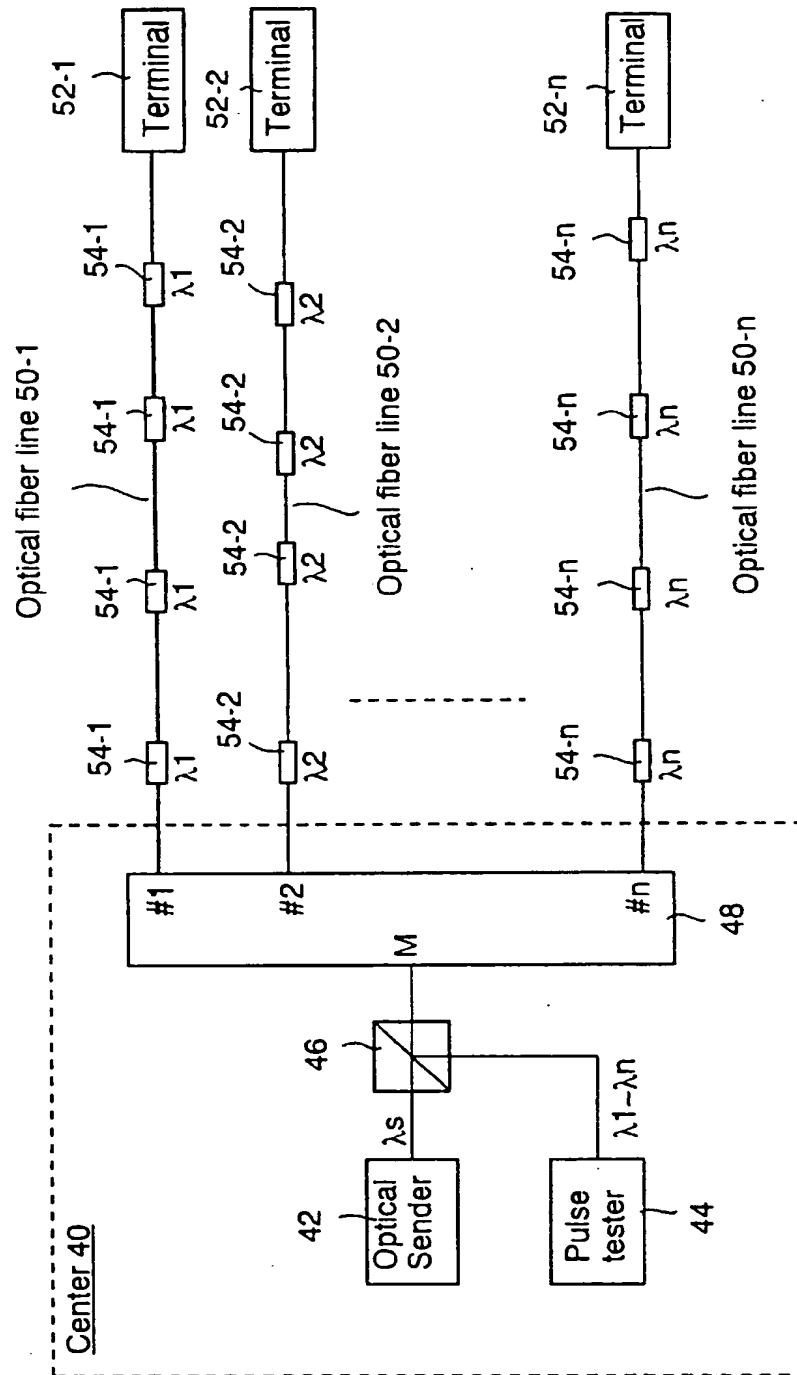 Center 40
42
Optical
Sender
λs
46
Pulse
tester
44
λ1~λn
M
#1
#2
#n
48
Optical fiber line 50-1
54-1
λ1
54-1
λ1
54-1
λ1
54-1
λ1
52-1
Terminal
54-2
λ2
54-2
λ2
54-2
λ2
54-2
λ2
52-2
Terminal
Optical fiber line 50-2
54-n
λn
54-n
λn
54-n
λn
54-n
λn
52-n
Terminal
Optical fiber line 50-n